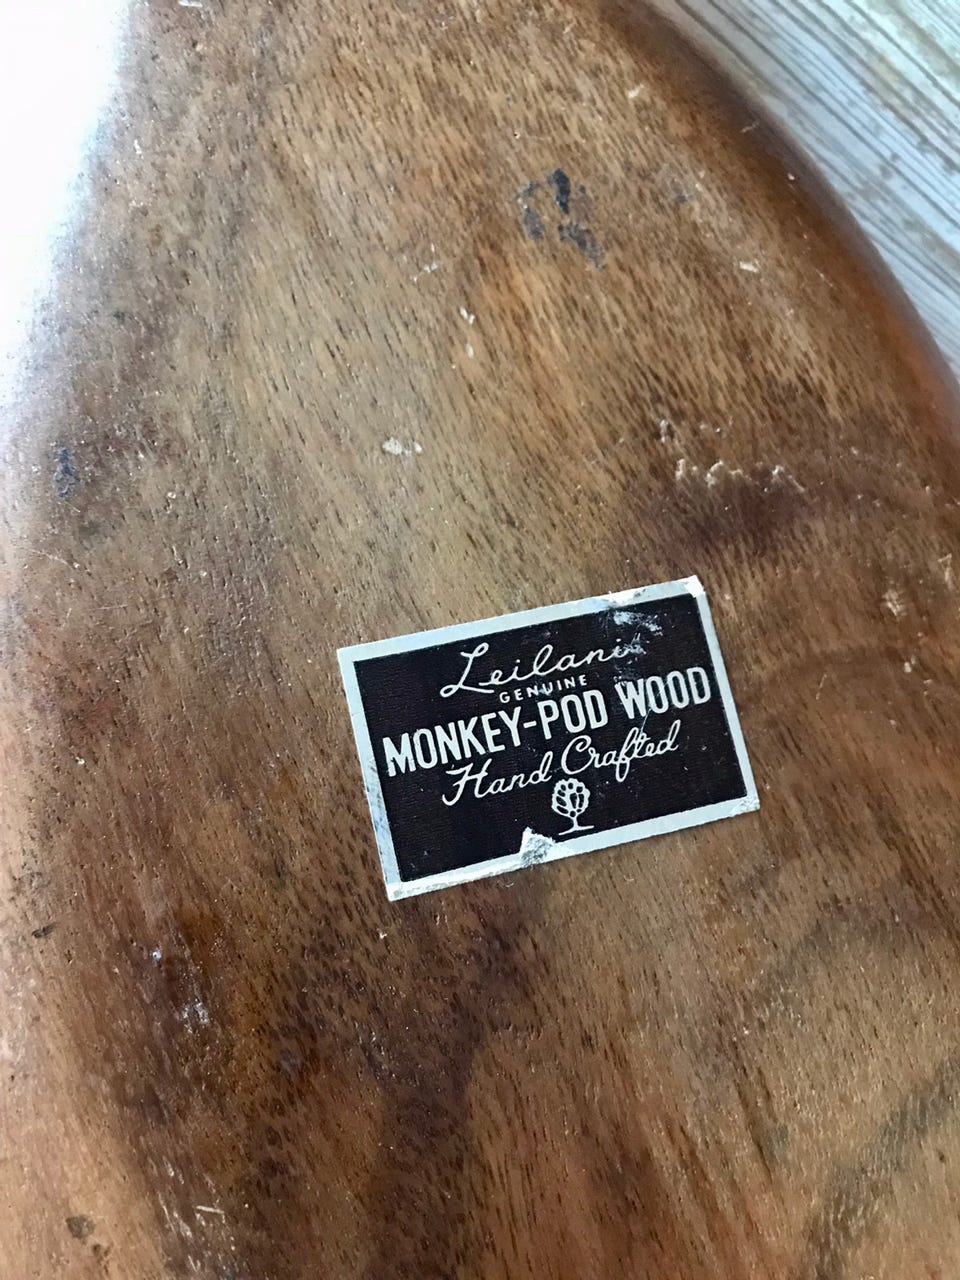 Leilani
GENUINE
MONKEY-POD WOOD
Hand Crafted